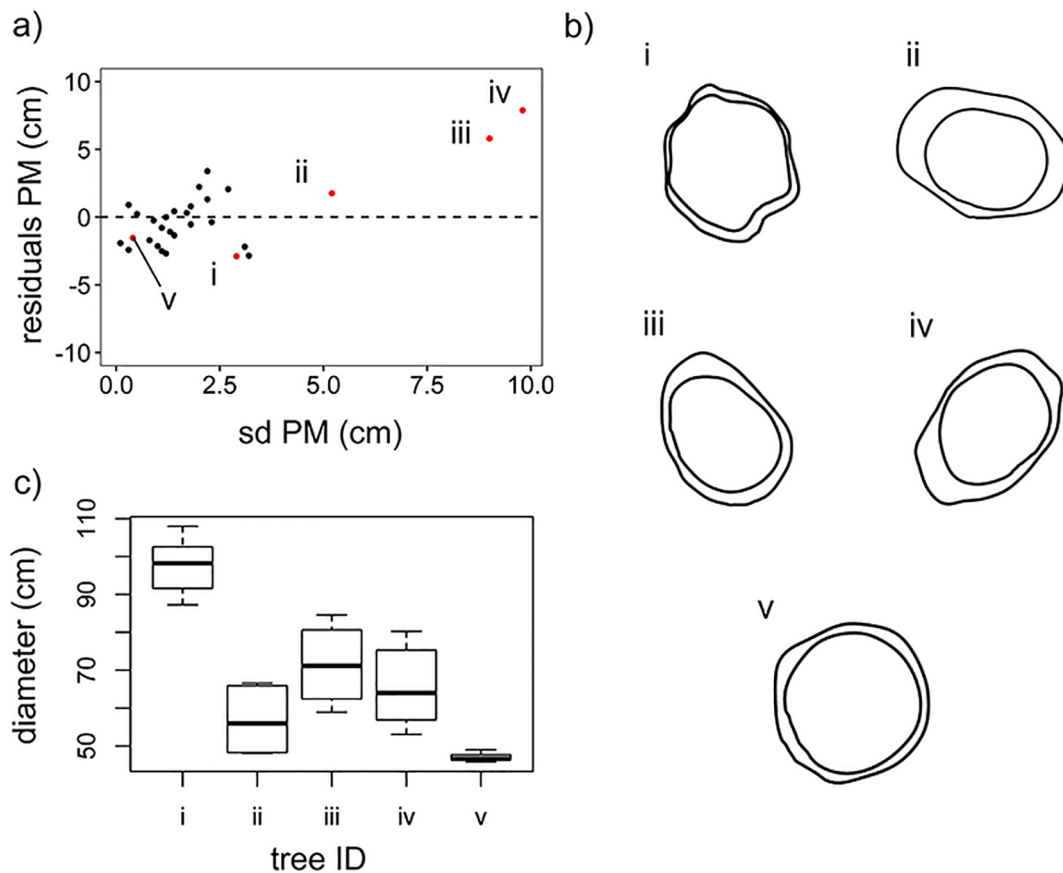 a)
residuals PM (cm)
10
5
0
-5
-10
i
ii
iii
iv
v
0.0 2.5 5.0 7.5 10.0
sd PM (cm)
b)
i ii
iii iv
v
c)
diameter (cm)
110
90
70
50
i ii iii iv v
tree ID